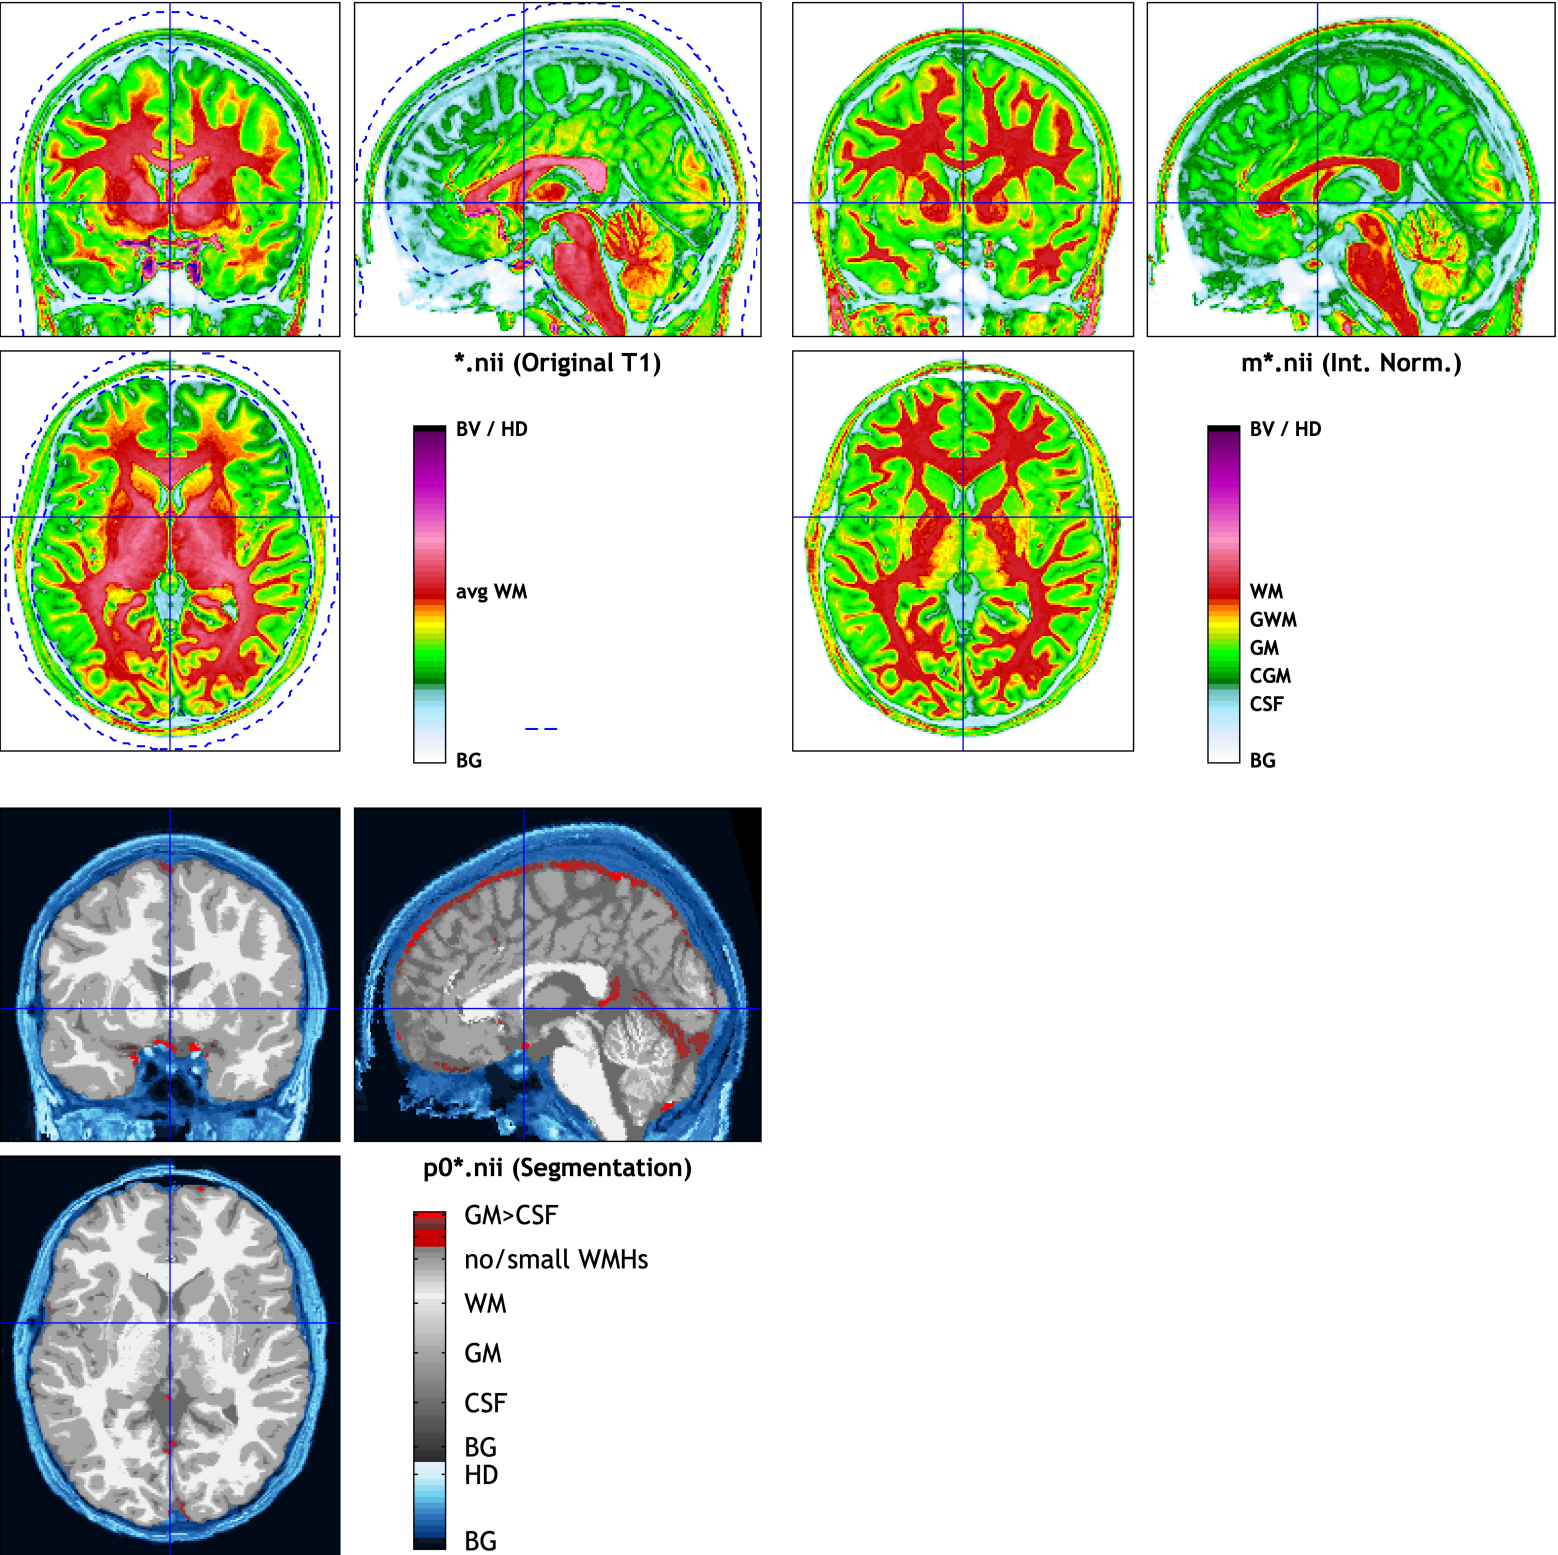 *.nii (Original T1)
BV / HD
avg WM
BG
m*.nii (Int. Norm.)
BV / HD
WM
GWM
GM
CGM
CSF
BG
p0*.nii (Segmentation)
GM>CSF
no/small WMHs
WM
GM
CSF
BG
HD
BG